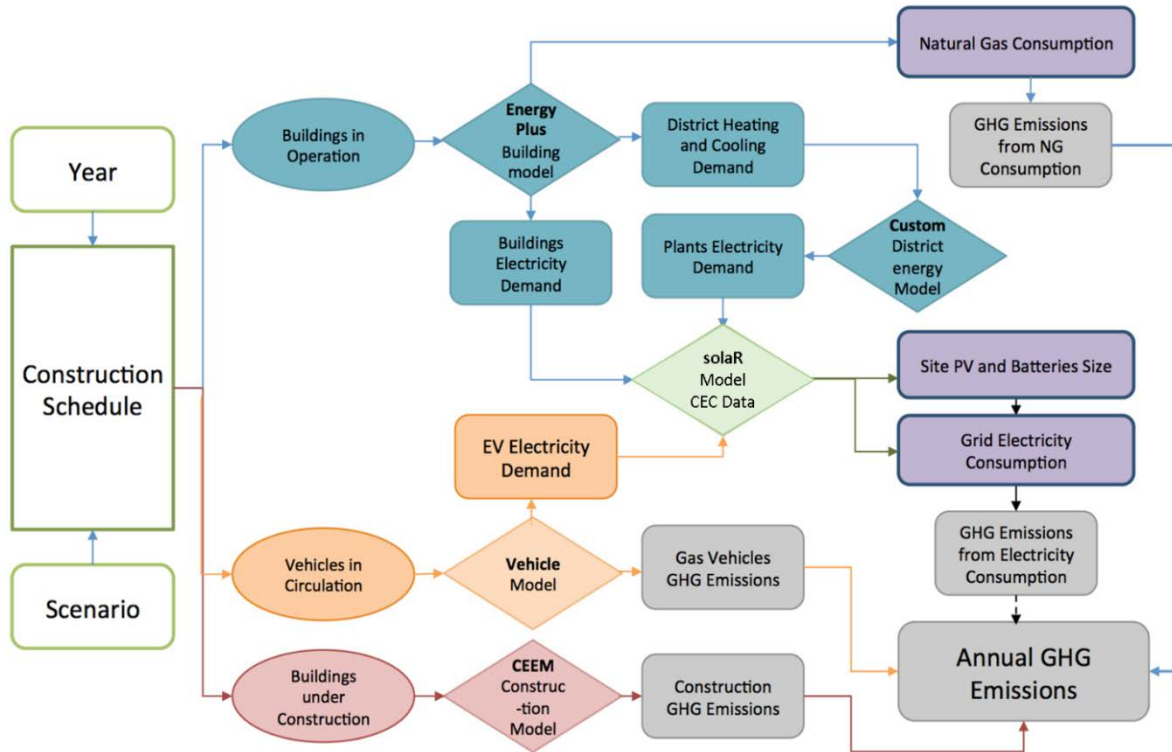 Year
Construction
Schedule
Scenario
Buildings in
Operation
Energy
Plus
Building
model
Natural Gas Consumption
GHG Emissions
from NG
Consumption
District Heating
and Cooling
Demand
Buildings
Electricity
Demand
Plants Electricity
Demand
Custom
District
energy
Model
solaR
Model
CEC Data
Site PV and Batteries Size
Grid Electricity
Consumption
EV Electricity
Demand
GHG Emissions
from Electricity
Consumption
Vehicles in
Circulation
Vehicle
Model
Gas Vehicles
GHG Emissions
Annual GHG
Emissions
Buildings
under
Construction
CEEM
Construc
-tion
Model
Construction
GHG Emissions